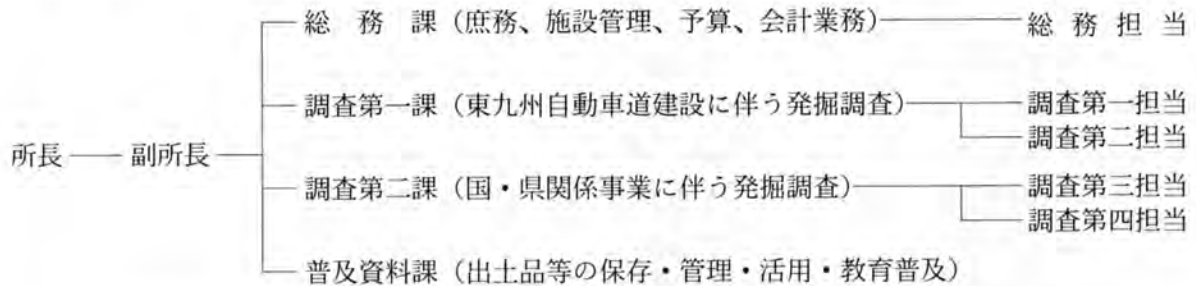 総務課（庶務、施設管理、予算、会計業務） 総務担当
調査第一課（東九州自動車道建設に伴う発掘調査） 調査第一担当
調査第二担当
所長 副所長
調査第二課（国・県関係事業に伴う発掘調査） 調査第三担当
調査第四担当
普及資料課（出土品等の保存・管理・活用・教育普及）